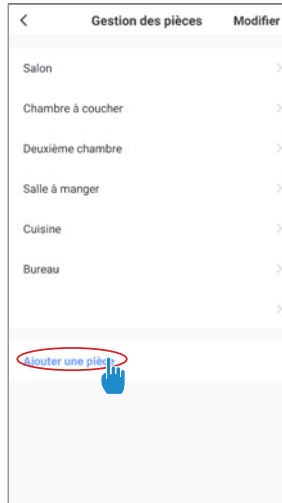 Gestion des pièces Modifier
Salon
Chambre à coucher
Deuxième chambre
Salle à manger
Cuisine
Bureau
Ajouter une pièce